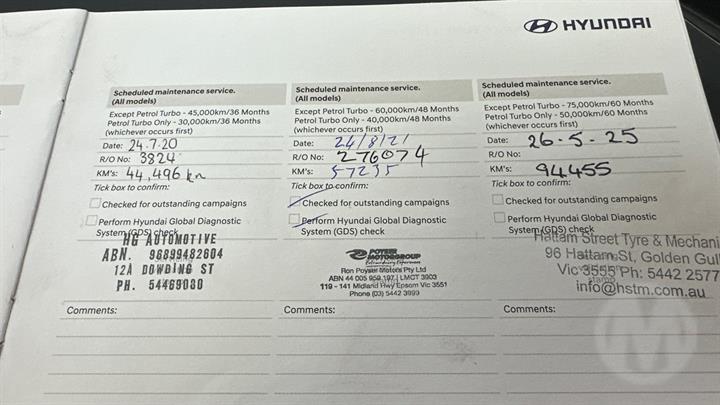 HYUNDAI
Scheduled maintenance service.
(All models)
Except Petrol Turbo - 45,000km/36 Months
Petrol Turbo Only - 30,000km/36 Months
(whichever occurs first)
Date: 24.7.20
R/O No: 3824
KM's: 44,496 km
Tick box to confirm:
Checked for outstanding campaigns
Perform Hyundai Global Diagnostic
System (GDS) check
HG AUTOMOTIVE
ABN. 96899482604
12A DOWDING ST
PH. 54469080
Comments:
Scheduled maintenance service.
(All models)
Except Petrol Turbo - 60,000km/48 Months
Petrol Turbo Only - 40,000km/48 Months
(whichever occurs first)
Date: 24/8/21
R/O No: 276074
KM's: 57235
Tick box to confirm:
Checked for outstanding campaigns
Perform Hyundai Global Diagnostic
System (GDS) check
POYSER
MOTORGROUP
Ron Poyser Motors Pty Ltd
ABN 44 005 959 197 | LMCT 3903
119 - 141 Midland Hwy Epsom Vic 3551
Phone (03) 5442 3999
Comments:
Scheduled maintenance service.
(All models)
Except Petrol Turbo - 75,000km/60 Months
Petrol Turbo Only - 50,000km/60 Months
(whichever occurs first)
Date: 26.5.25
R/O No:
KM's: 94455
Tick box to confirm:
Checked for outstanding campaigns
Perform Hyundai Global Diagnostic
System (GDS) check
Hattam Street Tyre & Mechani
96 Hattam St, Golden Gul
Vic 3555 Ph: 5442 2577
info@hstm.com.au
Comments: